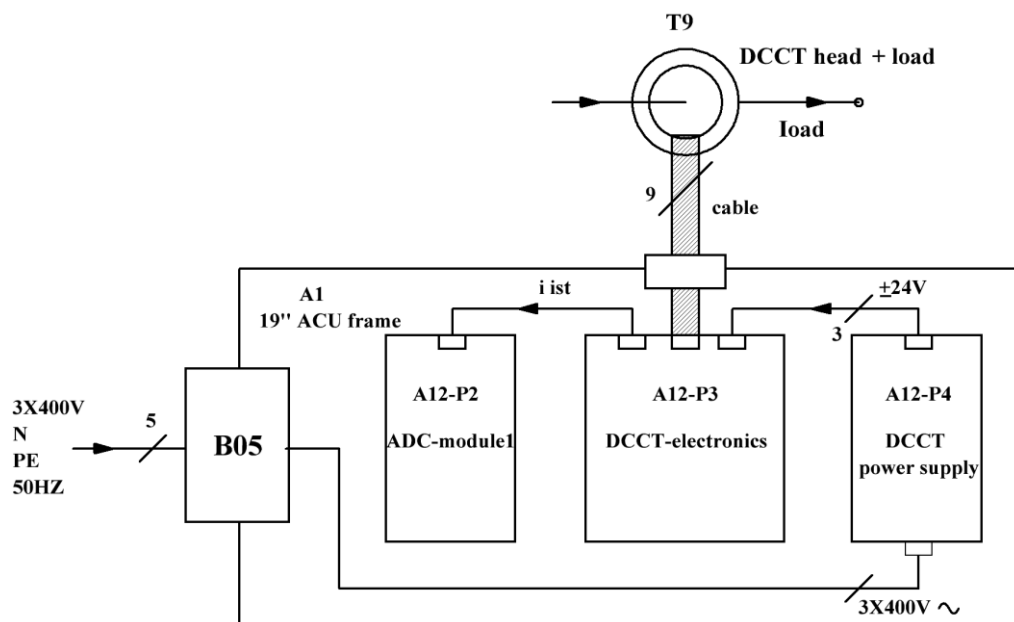 T9
DCCT head + load
Ioad
9
cable
A1
19" ACU frame
i ist
±24V
3
A12-P2
ADC-module1
A12-P3
DCCT-electronics
A12-P4
DCCT
power supply
3X400V
N
PE
50HZ
5
B05
3X400V ~